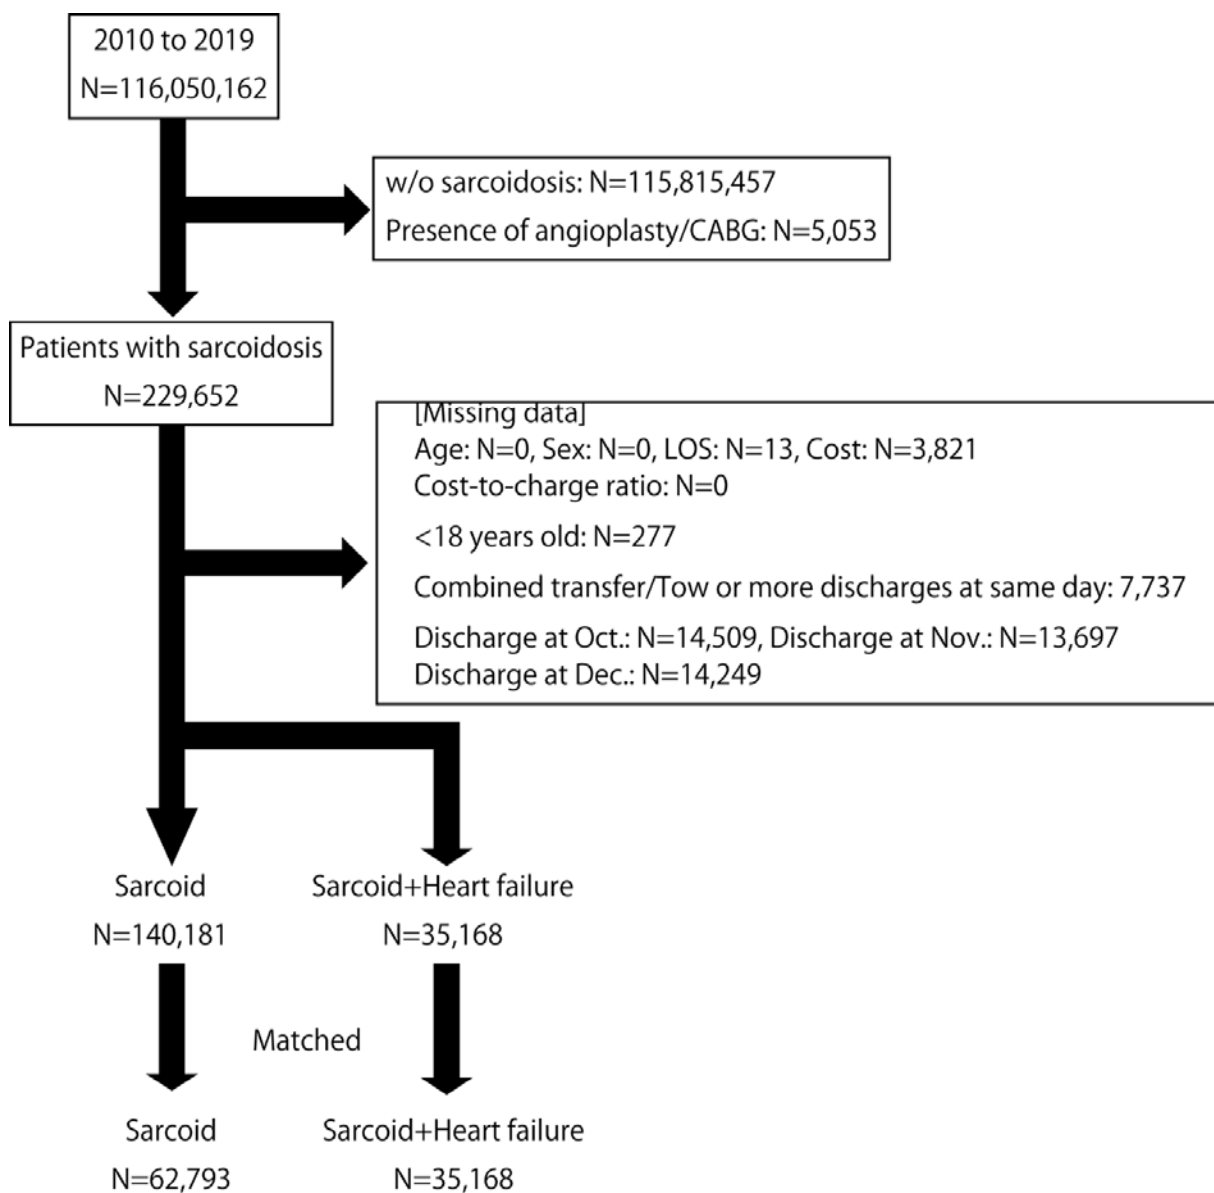 2010 to 2019
N=116,050,162
w/o sarcoidosis: N=115,815,457
Presence of angioplasty/CABG: N=5,053
Patients with sarcoidosis
N=229,652
[Missing data]
Age: N=0, Sex: N=0, LOS: N=13, Cost: N=3,821
Cost-to-charge ratio: N=0
<18 years old: N=277
Combined transfer/Tow or more discharges at same day: 7,737
Discharge at Oct.: N=14,509, Discharge at Nov.: N=13,697
Discharge at Dec.: N=14,249
Sarcoid
N=140,181
Sarcoid+Heart failure
N=35,168
Matched
Sarcoid
N=62,793
Sarcoid+Heart failure
N=35,168